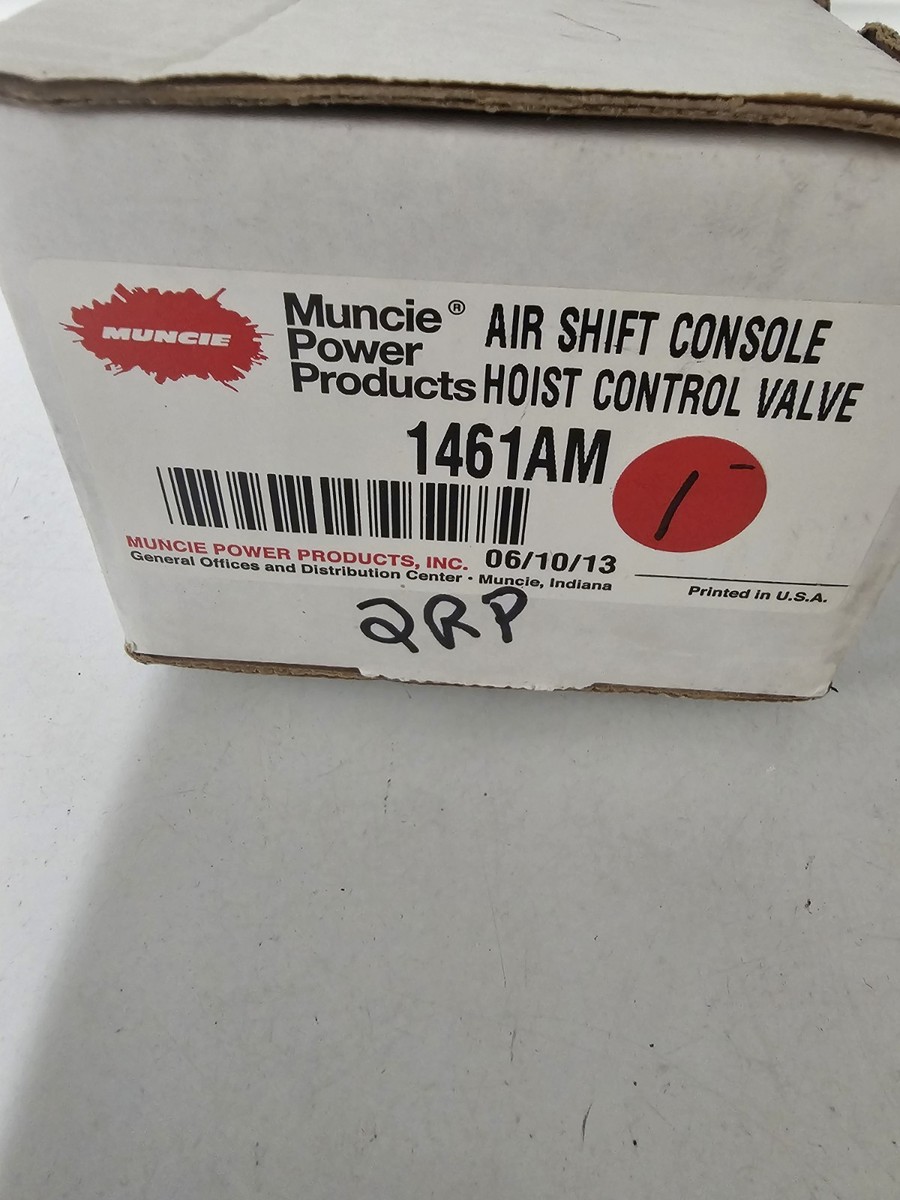 MUNCIE
Muncie®
Power
Products
AIR SHIFT CONSOLE
HOIST CONTROL VALVE
1461AM
1-
MUNCIE POWER PRODUCTS, INC. 06/10/13
General Offices and Distribution Center • Muncie, Indiana
Printed in U.S.A.
2RP